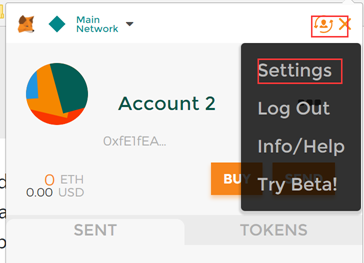 Main
Network
Settings
Account 2
Log Out
0xfE1fEA...
Info/Help
0 ETH
0.00 USD
BUY
SEND
Try Beta!
SENT
TOKENS